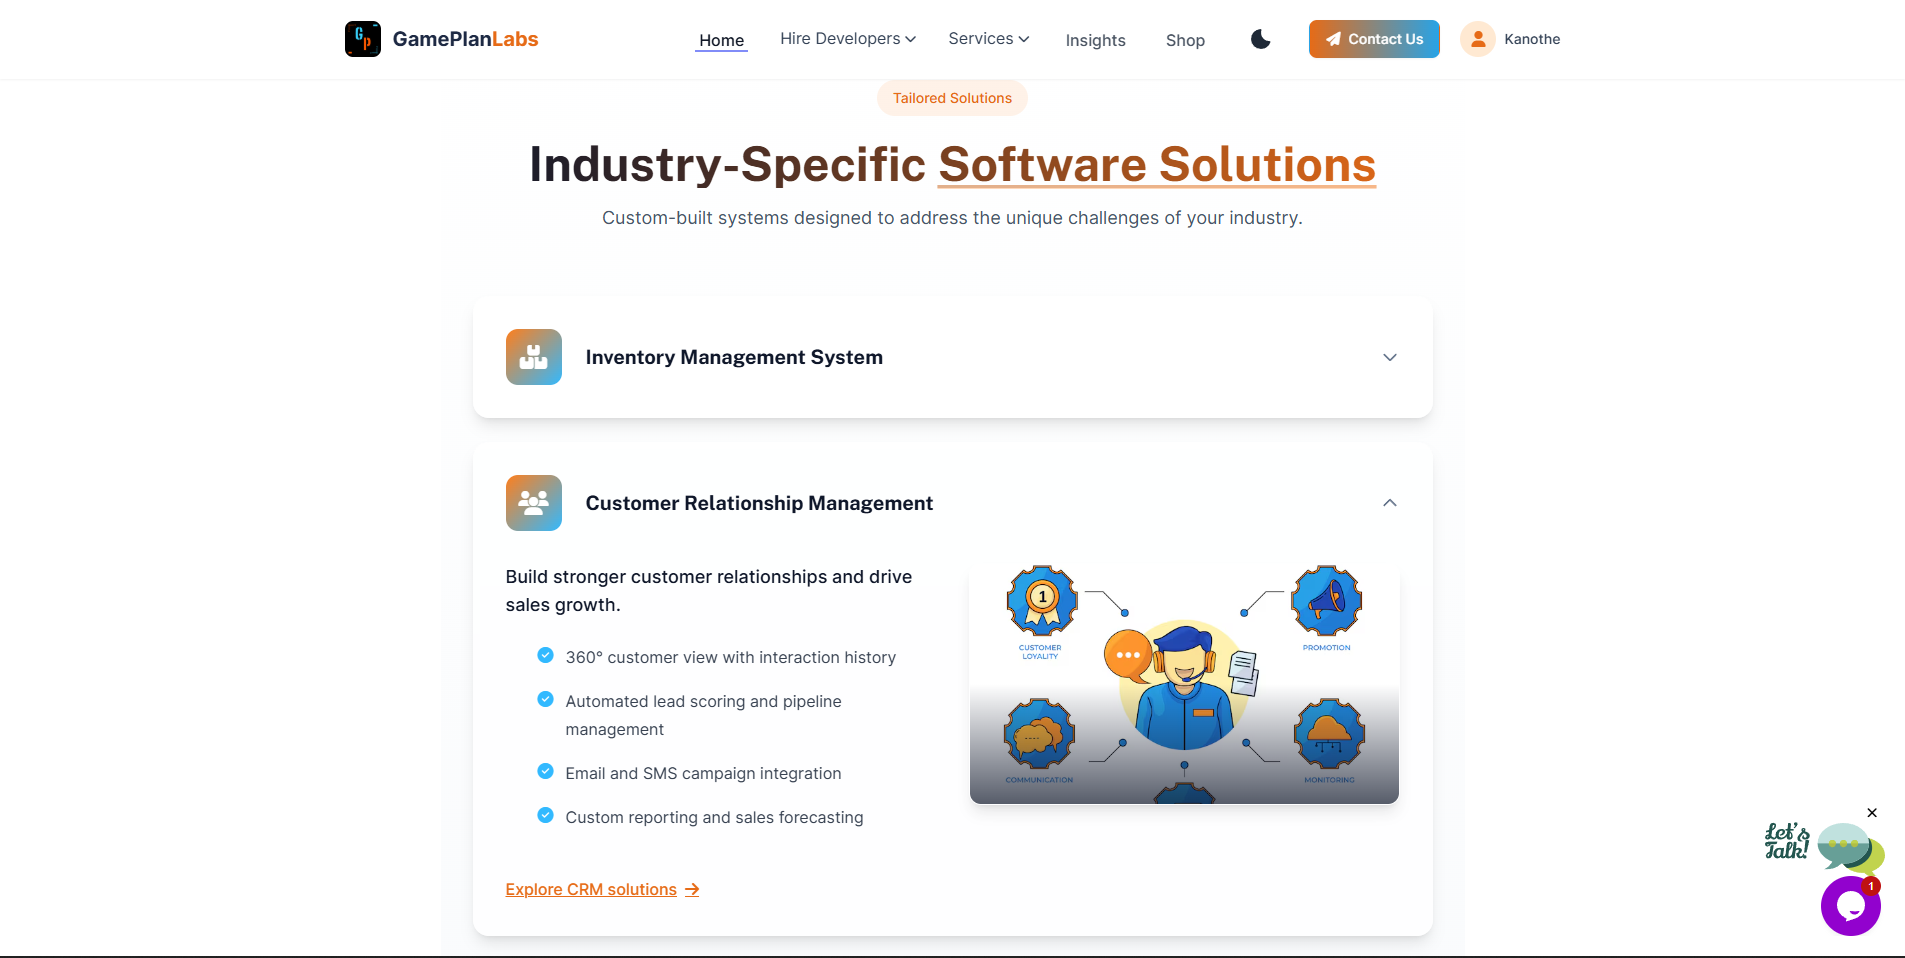 GamePlanLabs
Home
Hire Developers
Services
Insights
Shop
Contact Us
Kanothe
Tailored Solutions
Industry-Specific Software Solutions
Custom-built systems designed to address the unique challenges of your industry.
Inventory Management System
Customer Relationship Management
Build stronger customer relationships and drive
sales growth.
360° customer view with interaction history
Automated lead scoring and pipeline
management
Email and SMS campaign integration
Custom reporting and sales forecasting
Explore CRM solutions
1
CUSTOMER
LOYALITY
PROMOTION
COMMUNICATION
MONITORING
Let's
Talk!
1